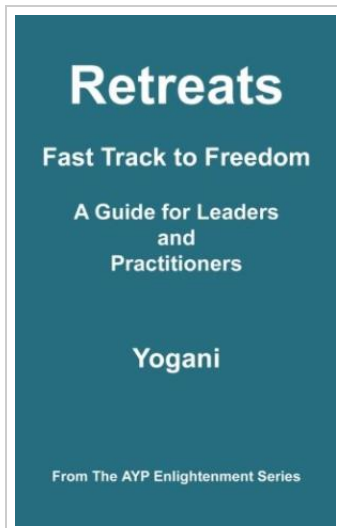 Retreats
Fast Track to Freedom
A Guide for Leaders
and
Practitioners
Yogani
From The AYP Enlightenment Series